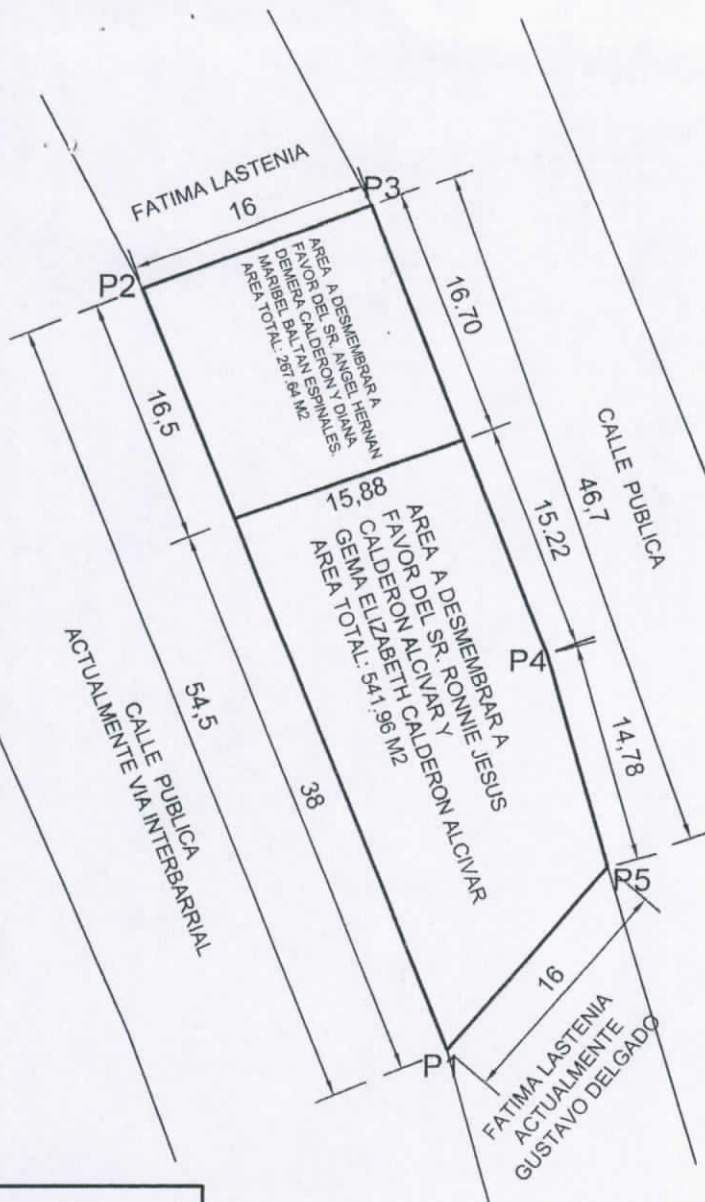 FATIMA LASTENIA
16
P3
P2
AREA A DESMEMBRAR A
FAVOR DEL SR. ANGEL HERNAN
DEMERA CALDERON Y DIANA
MARIBEL BALTAN ESPINALES.
AREA TOTAL: 267.64 M2
16.70
16,5
CALLE PUBLICA
46,7
15,88
15.22
AREA A DESMEMBRAR A
FAVOR DEL SR. RONNIE JESUS
CALDERON ALCIVAR Y
GEMA ELIZABETH CALDERON ALCIVAR
AREA TOTAL: 541,96 M2
P4
14,78
54,5
CALLE PUBLICA
ACTUALMENTE VIA INTERBARRIAL
38
P5
16
P1
FATIMA LASTENIA
ACTUALMENTE
GUSTAVO DELGADO